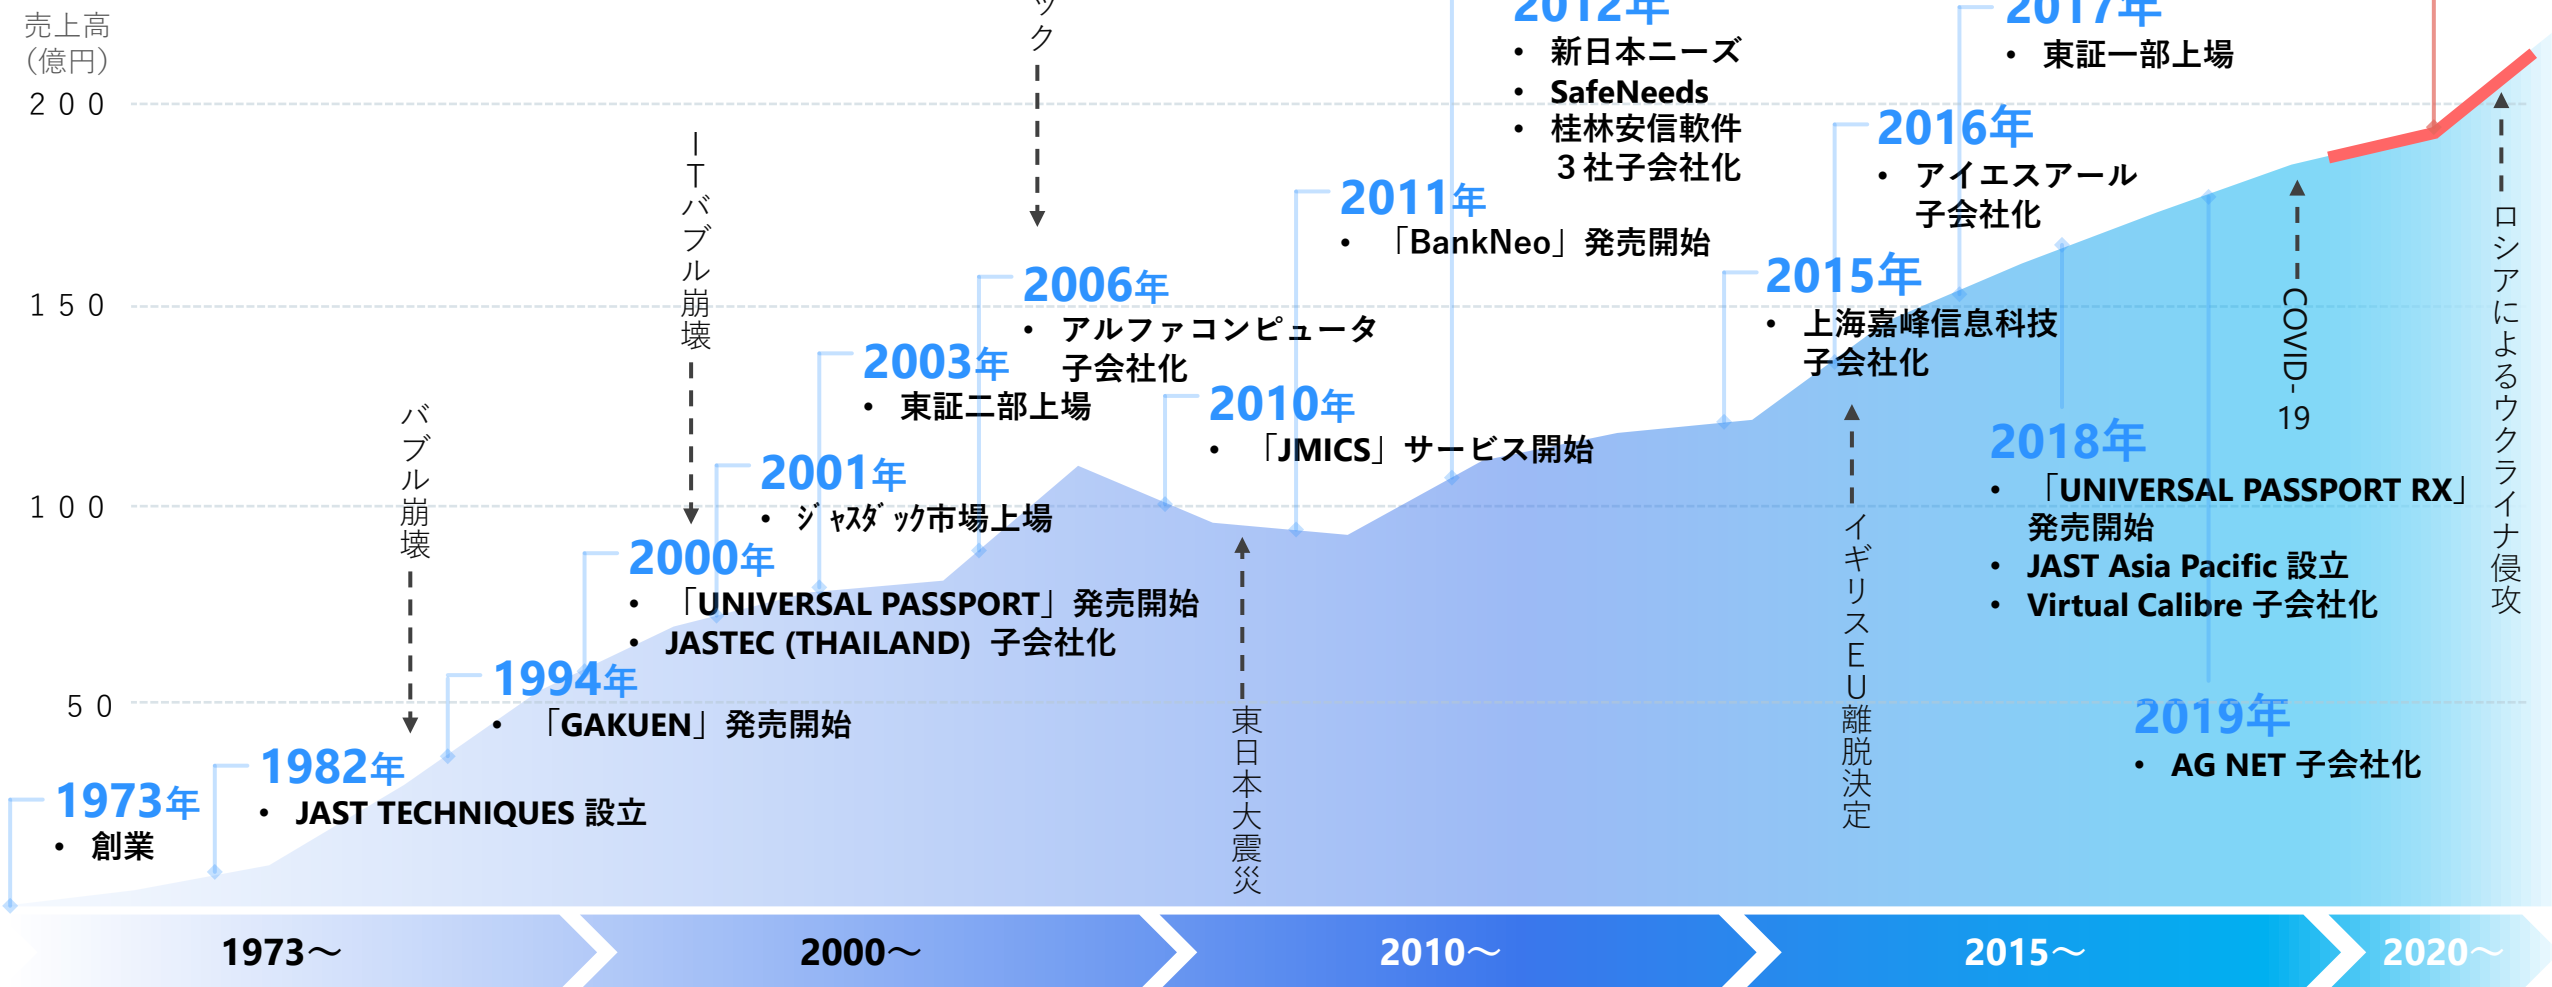 売上高
（億円）
200
150
100
50
ック
ITバブル崩壊
バブル崩壊
1973年
• 創業
1982年
• JAST TECHNIQUES 設立
1994年
• 「GAKUEN」発売開始
2000年
• 「UNIVERSAL PASSPORT」発売開始
• JASTEC (THAILAND) 子会社化
2001年
• ｼﾞｬｽﾀﾞｯｸ市場上場
2003年
• 東証二部上場
2006年
• アルファコンピュータ
子会社化
2010年
• 「JMICS」サービス開始
2011年
• 「BankNeo」発売開始
2012年
• 新日本ニーズ
• SafeNeeds
• 桂林安信軟件
３社子会社化
東日本大震災
2015年
• 上海嘉峰信息科技
子会社化
2016年
• アイエスアール
子会社化
2017年
• 東証一部上場
イギリスEU離脱決定
2018年
• 「UNIVERSAL PASSPORT RX」
発売開始
• JAST Asia Pacific 設立
• Virtual Calibre 子会社化
2019年
• AG NET 子会社化
COVID-19
ロシアによるウクライナ侵攻
1973～
2000～
2010～
2015～
2020～